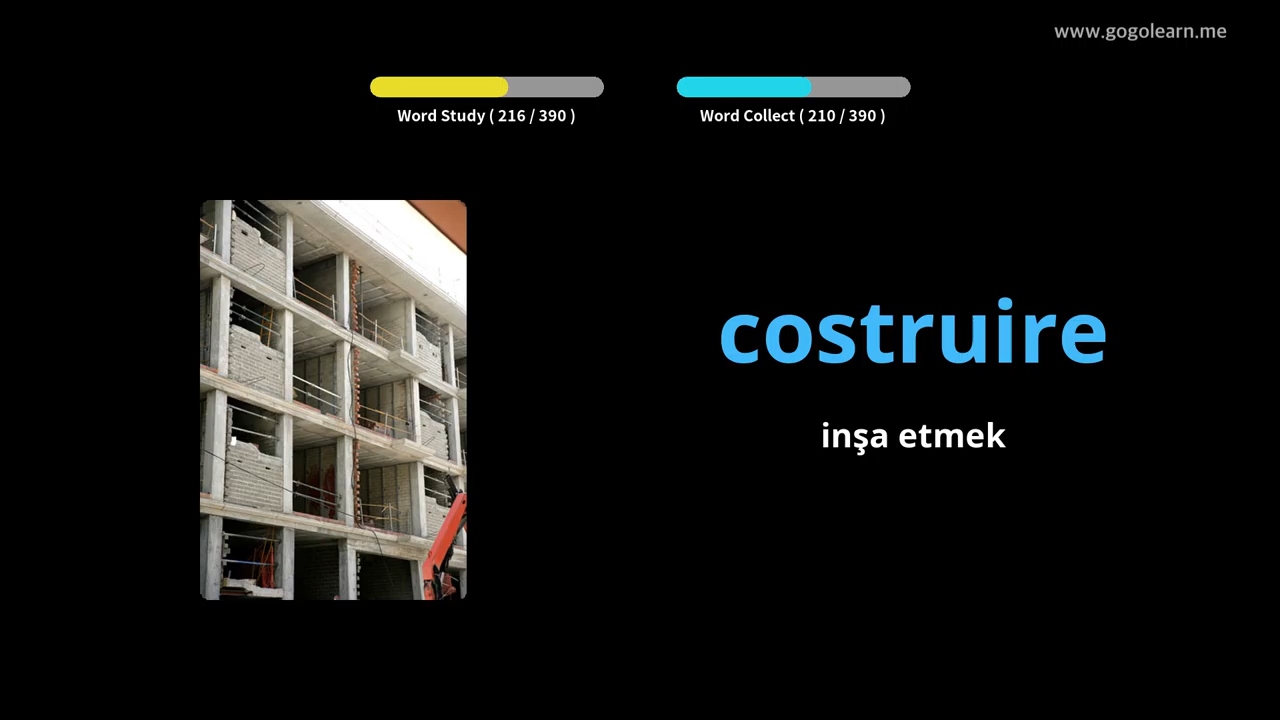 www.gogolearn.me
Word Study ( 216 / 390 )
Word Collect ( 210 / 390 )
costruire
inşa etmek